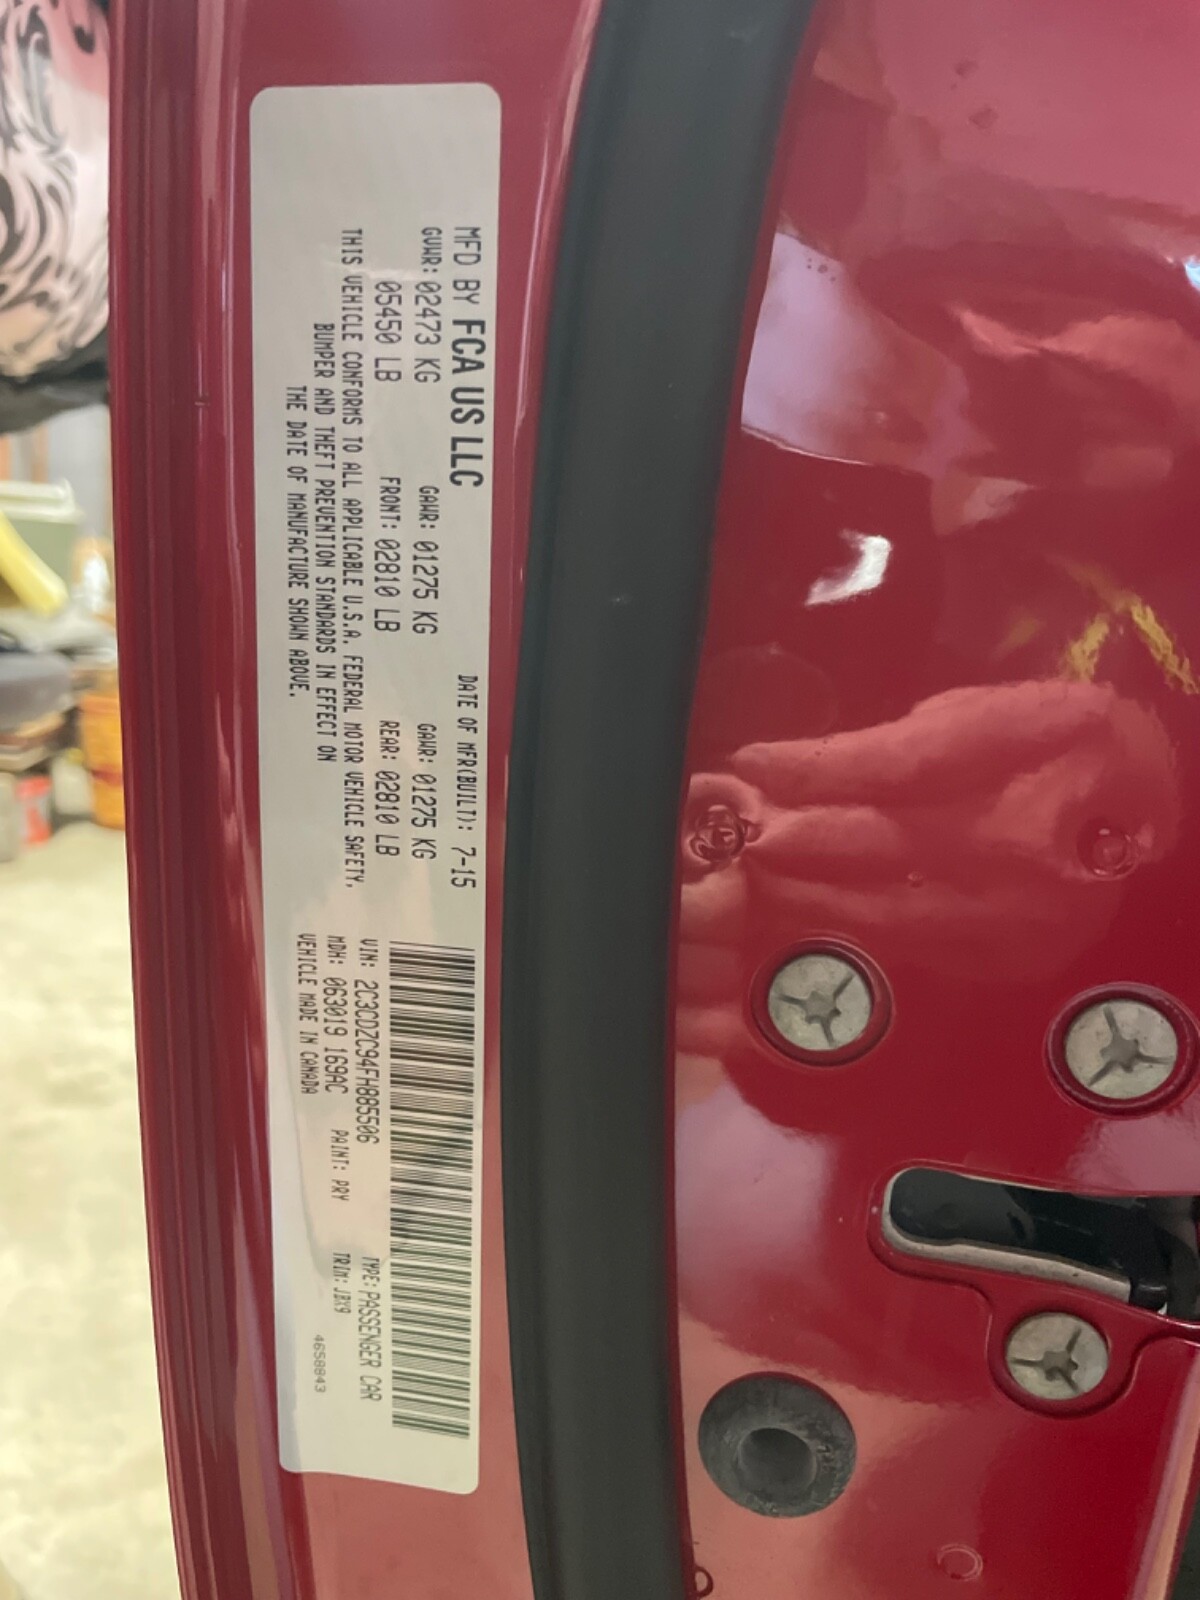 MFD BY FCA US LLC DATE OF MFR(BUILT): 7-15
GVWR: 02473 KG GAWR: 01275 KG GAWR: 01275 KG
05450 LB FRONT: 02810 LB REAR: 02810 LB
THIS VEHICLE CONFORMS TO ALL APPLICABLE U.S.A. FEDERAL MOTOR VEHICLE SAFETY,
BUMPER AND THEFT PREVENTION STANDARDS IN EFFECT ON
THE DATE OF MANUFACTURE SHOWN ABOVE.
VIN: 2C3CDZC94FH885506 TYPE: PASSENGER CAR
MDH: 063019 169AC PAINT: PRY TRIM: JBX9
VEHICLE MADE IN CANADA
4658843